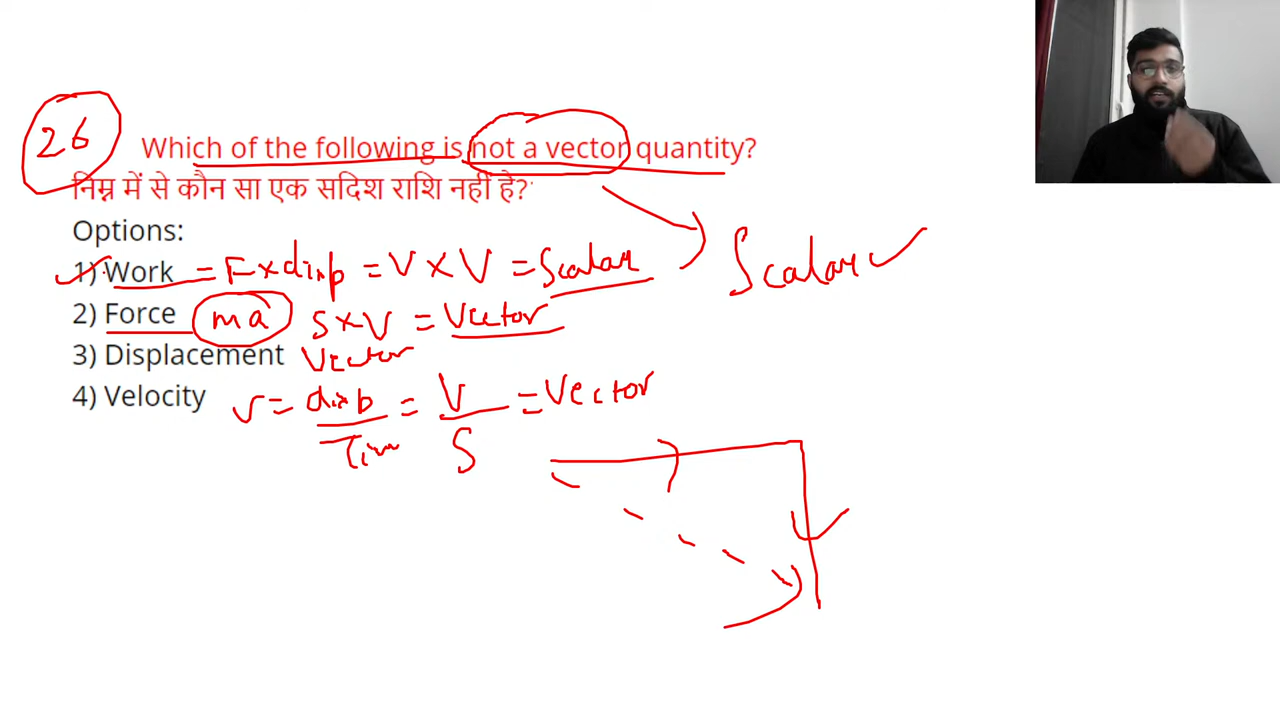 26 Which of the following is not a vector quantity?
निम्न में से कौन सा एक सदिश राशि नहीं है?
Options:
1) Work = F x disp = V x V = Scalar Scalar
2) Force ma S x V = Vector
3) Displacement Vector
4) Velocity v = disp = V = Vector
Time S